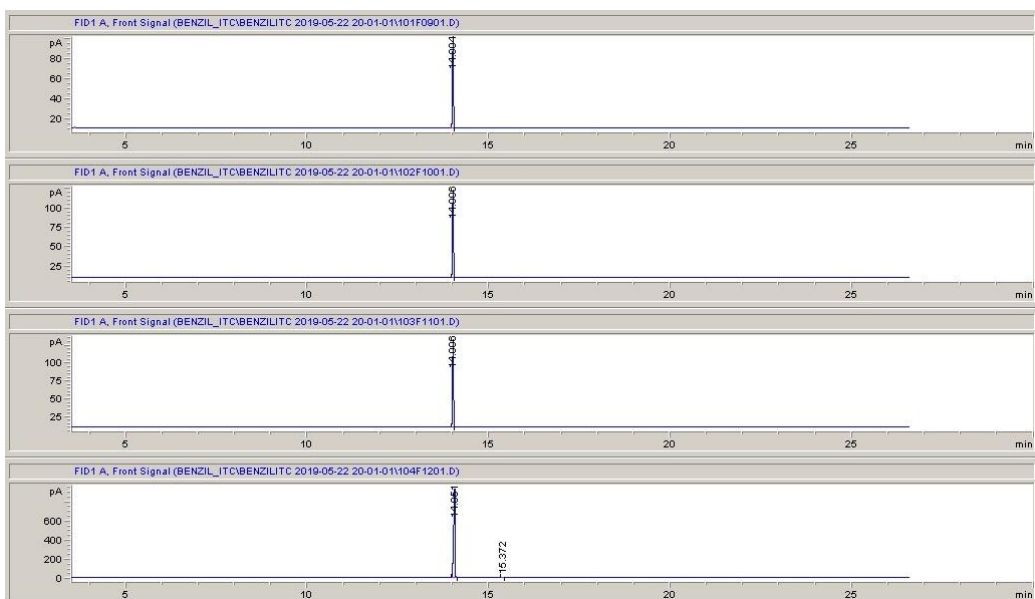 FID1 A, Front Signal (BENZIL_ITC\BENZILITC 2019-05-22 20-01-01\101F0901.D)
pA
80
60
40
20
14.004
5 10 15 20 25 min
FID1 A, Front Signal (BENZIL_ITC\BENZILITC 2019-05-22 20-01-01\102F1001.D)
pA
100
75
50
25
14.006
5 10 15 20 25 min
FID1 A, Front Signal (BENZIL_ITC\BENZILITC 2019-05-22 20-01-01\103F1101.D)
pA
100
75
50
25
14.006
5 10 15 20 25 min
FID1 A, Front Signal (BENZIL_ITC\BENZILITC 2019-05-22 20-01-01\104F1201.D)
pA
600
400
200
0
14.051
15.372
5 10 15 20 25 min